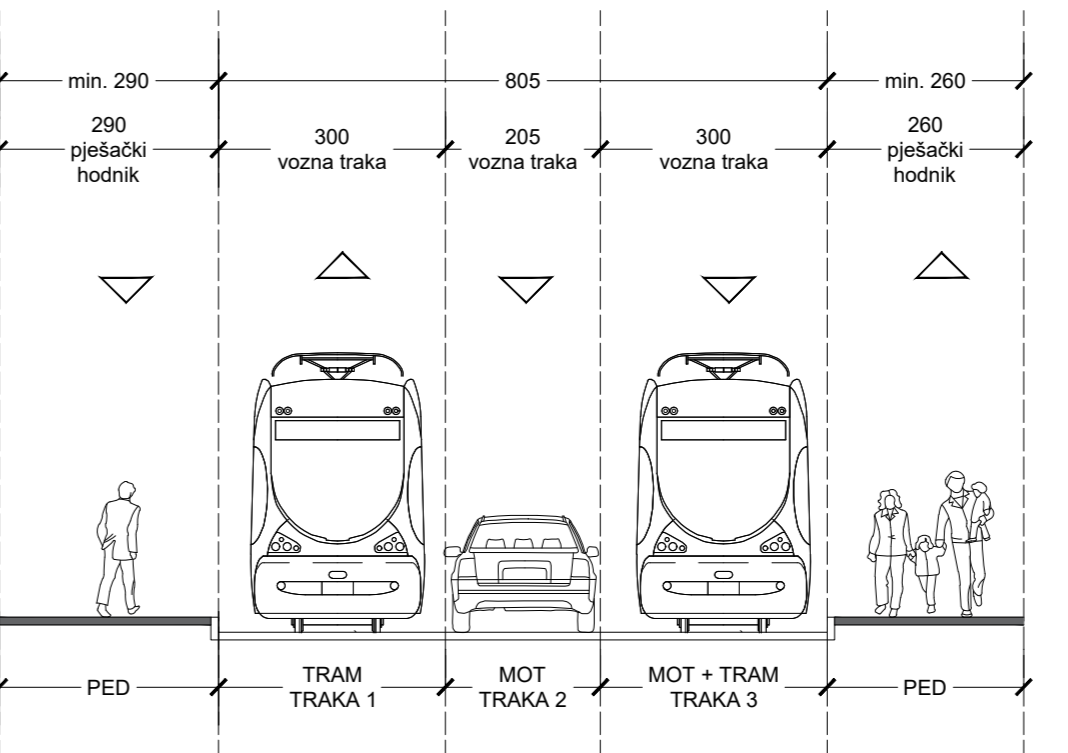 min. 290
805
min. 260
290
pješački
hodnik
300
vozna traka
205
vozna traka
300
vozna traka
260
pješački
hodnik
PED
TRAM
TRAKA 1
MOT
TRAKA 2
MOT + TRAM
TRAKA 3
PED